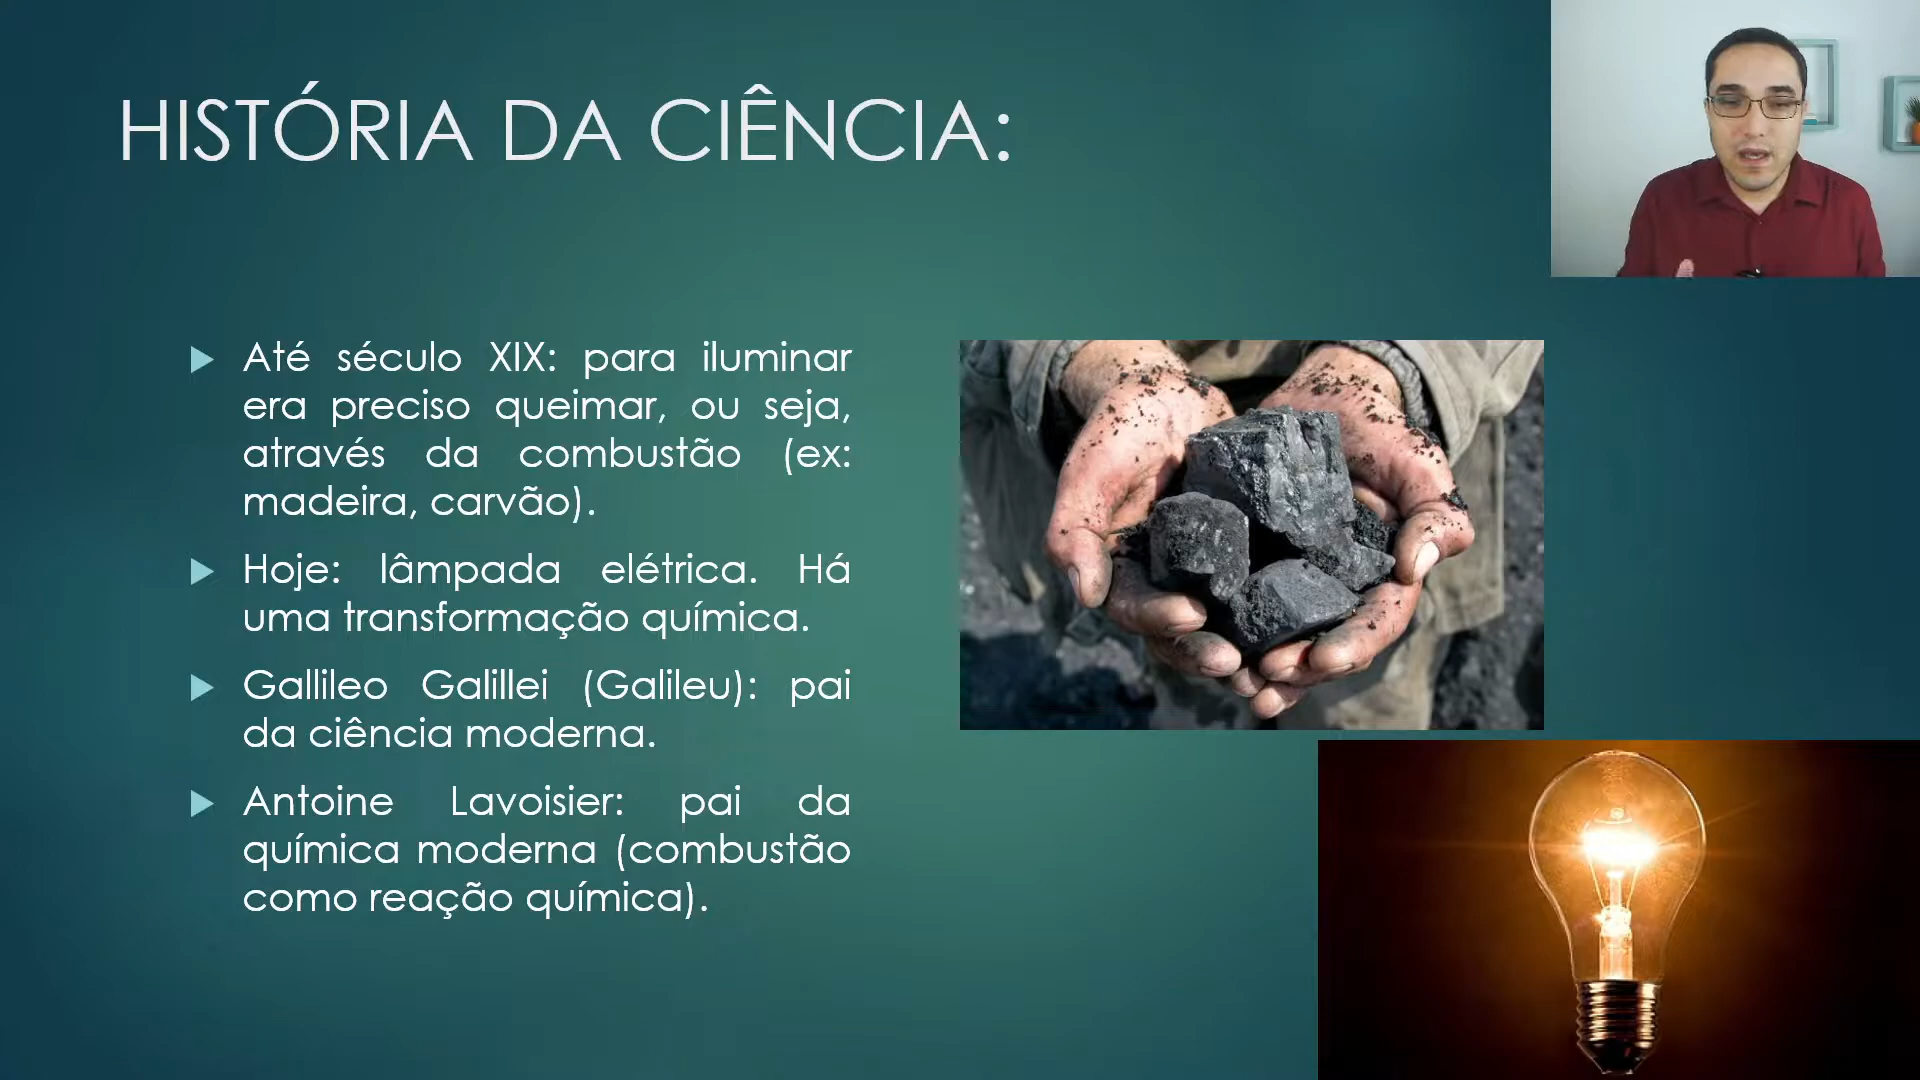 HISTÓRIA DA CIÊNCIA:
Até século XIX: para iluminar
era preciso queimar, ou seja,
através da combustão (ex:
madeira, carvão).
Hoje: lâmpada elétrica. Há
uma transformação química.
Gallileo Galillei (Galileu): pai
da ciência moderna.
Antoine Lavoisier: pai da
química moderna (combustão
como reação química).